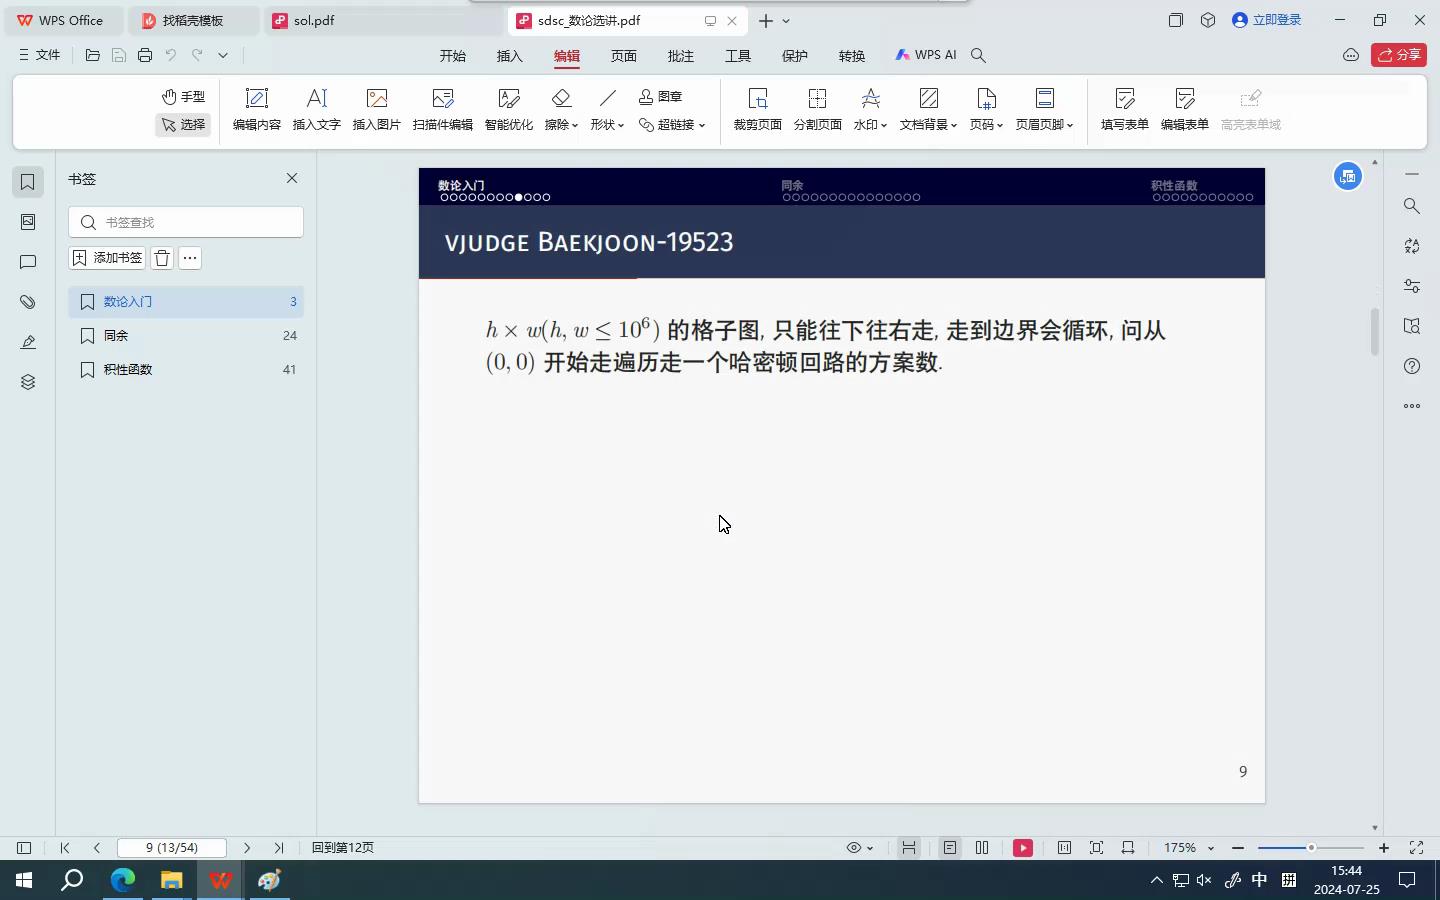 WPS Office
找稻壳模板
sol.pdf
sdsc_数论选讲.pdf
立即登录
文件
开始
插入
编辑
页面
批注
工具
保护
转换
WPS AI
分享
手型
选择
编辑内容
插入文字
插入图片
扫描件编辑
智能优化
擦除
形状
图章
超链接
裁剪页面
分割页面
水印
文档背景
页码
页眉页脚
填写表单
编辑表单
高亮表单域
书签
书签查找
添加书签
数论入门 3
同余 24
积性函数 41
数论入门
同余
积性函数
VJUDGE BAEKJOON-19523
h × w(h, w ≤ 10^6) 的格子图, 只能往下往右走, 走到边界会循环, 问从
(0, 0) 开始走遍历走一个哈密顿回路的方案数.
9
9 (13/54)
回到第12页
175%
中
拼
15:44
2024-07-25